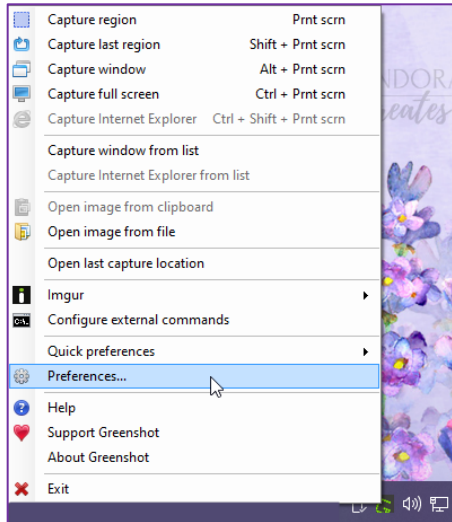 Capture region Prnt scrn
Capture last region Shift + Prnt scrn
Capture window Alt + Prnt scrn
Capture full screen Ctrl + Prnt scrn
Capture Internet Explorer Ctrl + Shift + Prnt scrn
Capture window from list
Capture Internet Explorer from list
Open image from clipboard
Open image from file
Open last capture location
i Imgur
C:\. Configure external commands
Quick preferences
Preferences...
? Help
Support Greenshot
About Greenshot
Exit
NDORA
reates